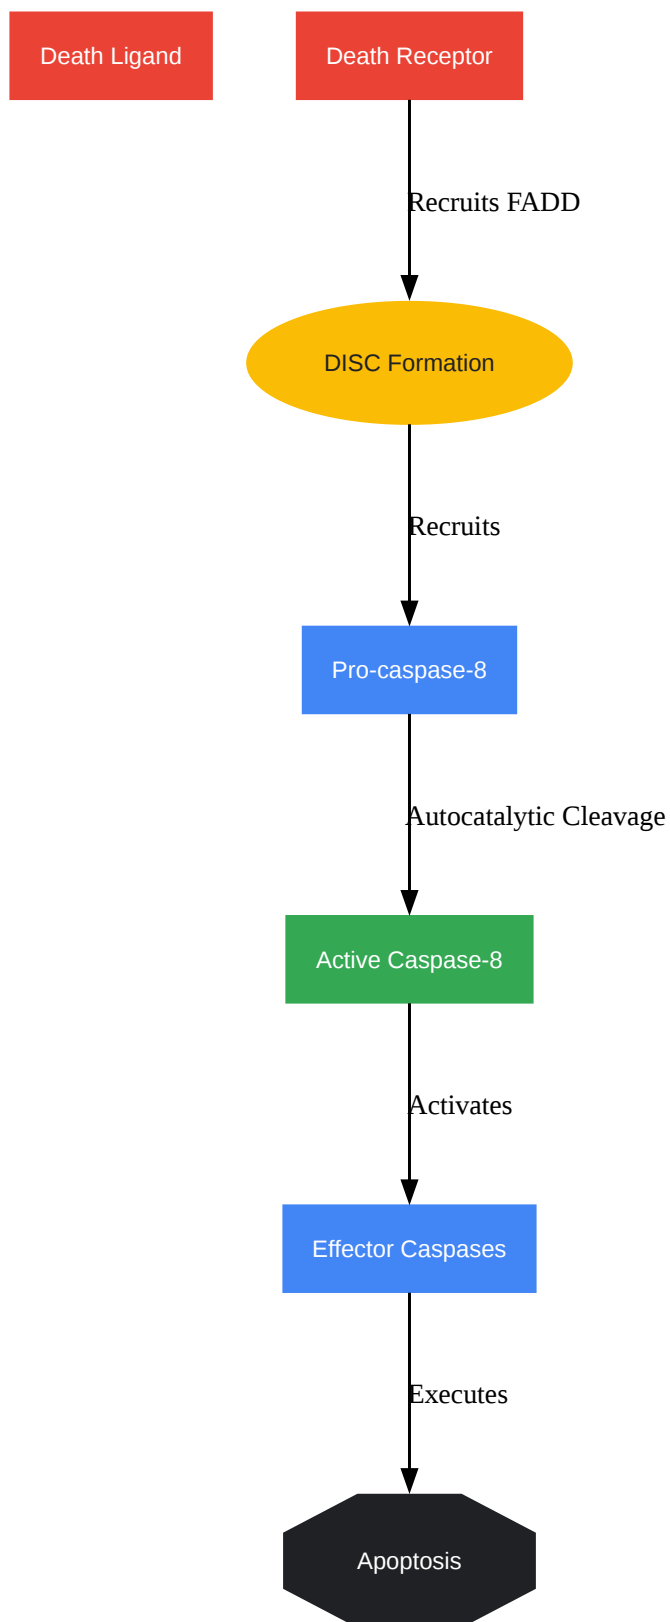 Death Ligand
Death Receptor
Recruits FADD
DISC Formation
Recruits
Pro-caspase-8
Autocatalytic Cleavage
Active Caspase-8
Activates
Effector Caspases
Executes
Apoptosis